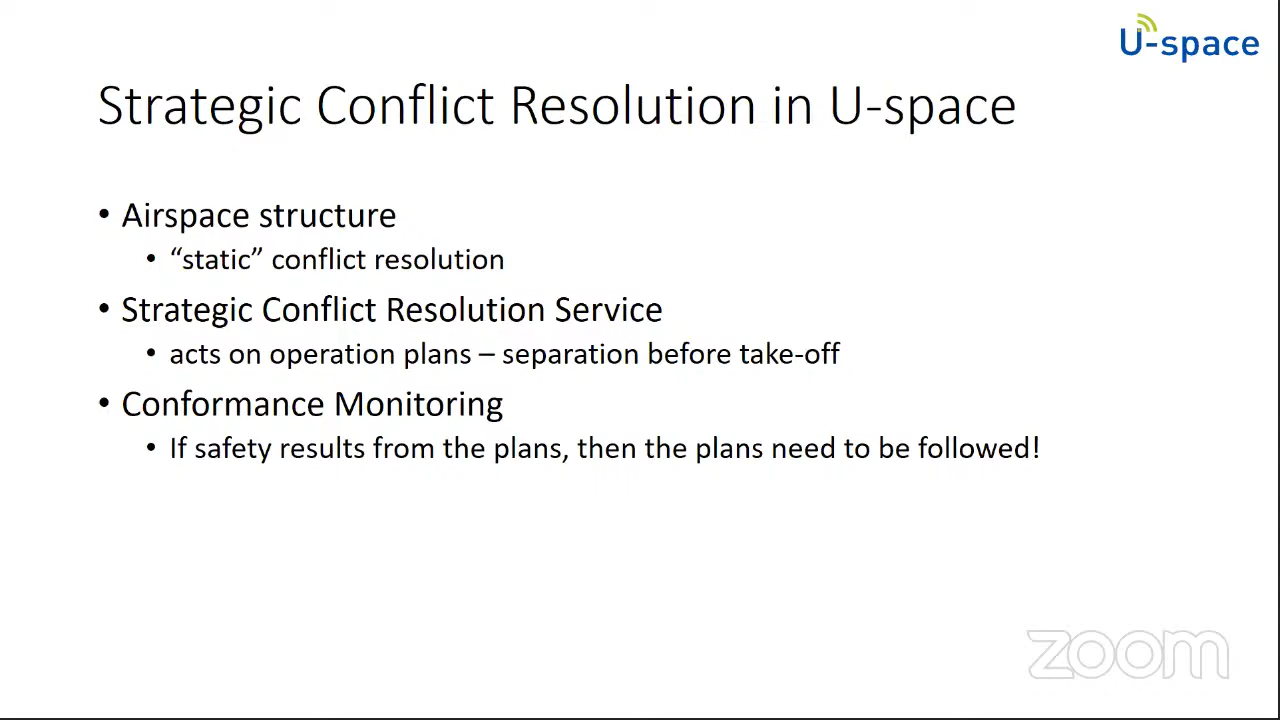 U-space
Strategic Conflict Resolution in U-space
• Airspace structure
• “static” conflict resolution
• Strategic Conflict Resolution Service
• acts on operation plans – separation before take-off
• Conformance Monitoring
• If safety results from the plans, then the plans need to be followed!
zoom